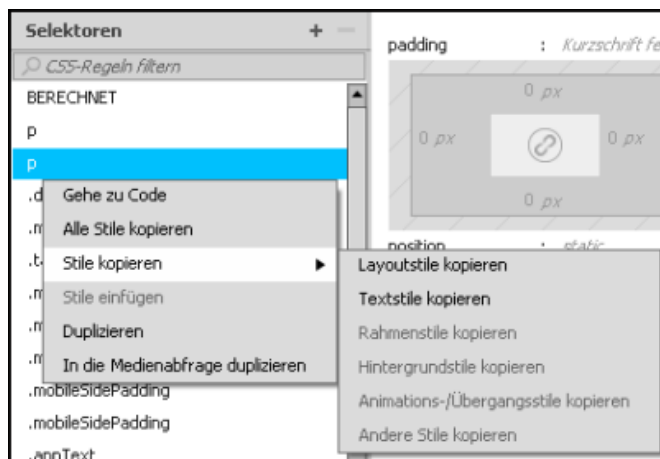 Selektoren + —
CSS-Regeln filtern
BERECHNET
p
p
.d
.m
.ta
.m
.m
.m
.mobileSidePadding
.mobileSidePadding
.appText
Gehe zu Code
Alle Stile kopieren
Stile kopieren
Stile einfügen
Duplizieren
In die Medienabfrage duplizieren
Layoutstile kopieren
Textstile kopieren
Rahmenstile kopieren
Hintergrundstile kopieren
Animations-/Übergangsstile kopieren
Andere Stile kopieren
padding : Kurzschrift fe
0 px
0 px 0 px
0 px
position : static